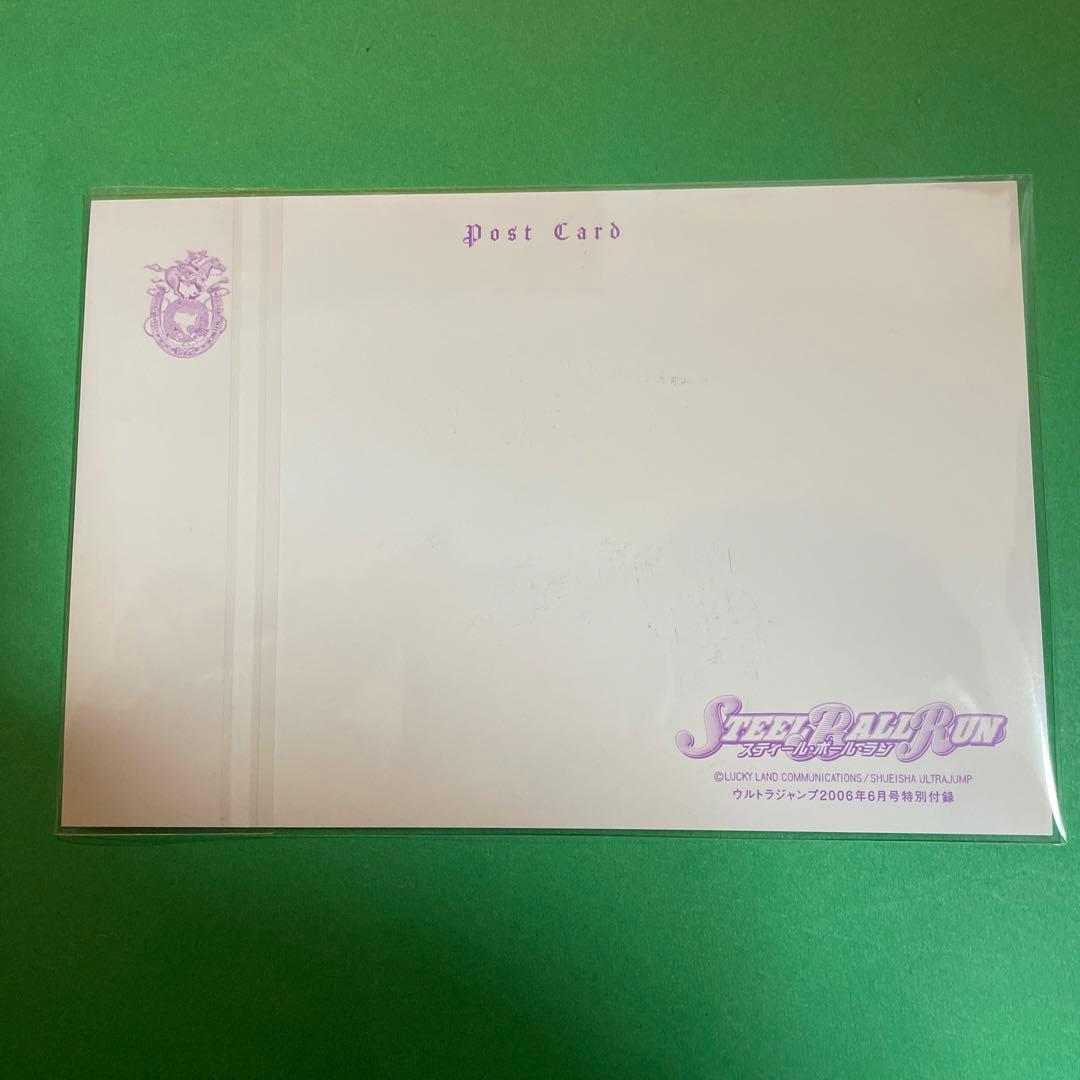 Post Card
1890
STEEL BALL RUN
スティール・ボール・ラン
©LUCKY LAND COMMUNICATIONS/SHUEISHA ULTRAJUMP
ウルトラジャンプ2006年6月号特別付録